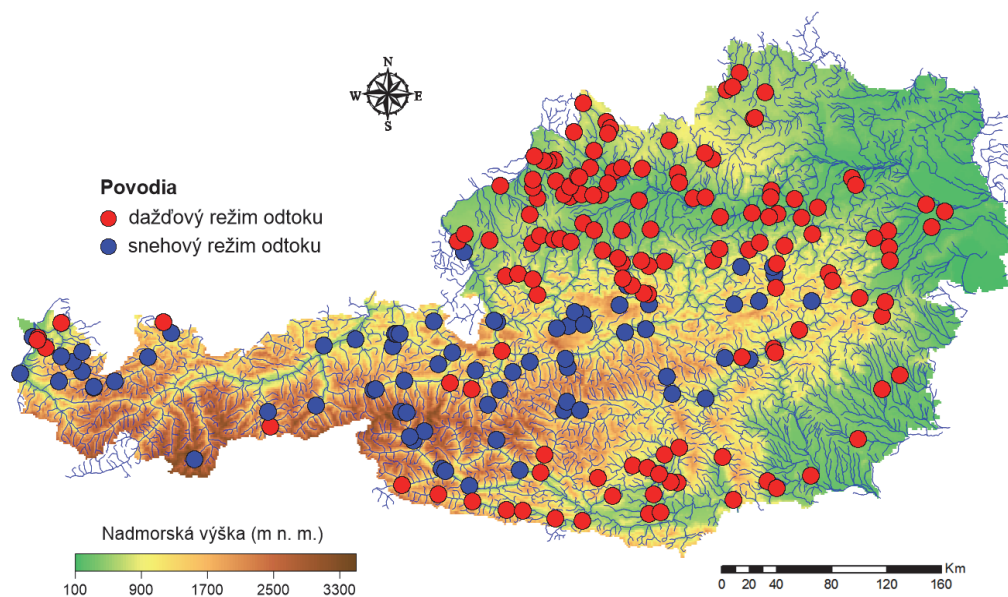 N
W E
S
Povodia
dažďový režim odtoku
snehový režim odtoku
Nadmorská výška (m n. m.)
100 900 1700 2500 3300
Km
0 20 40 80 120 160